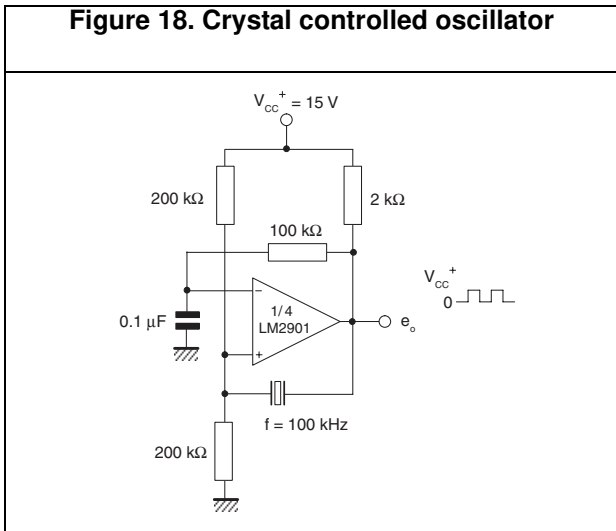 Figure 18. Crystal controlled oscillator
V_CC^+ = 15 V
200 kΩ
2 kΩ
100 kΩ
V_CC^+
0
−
1/4
LM2901
e_o
0.1 μF
+
f = 100 kHz
200 kΩ